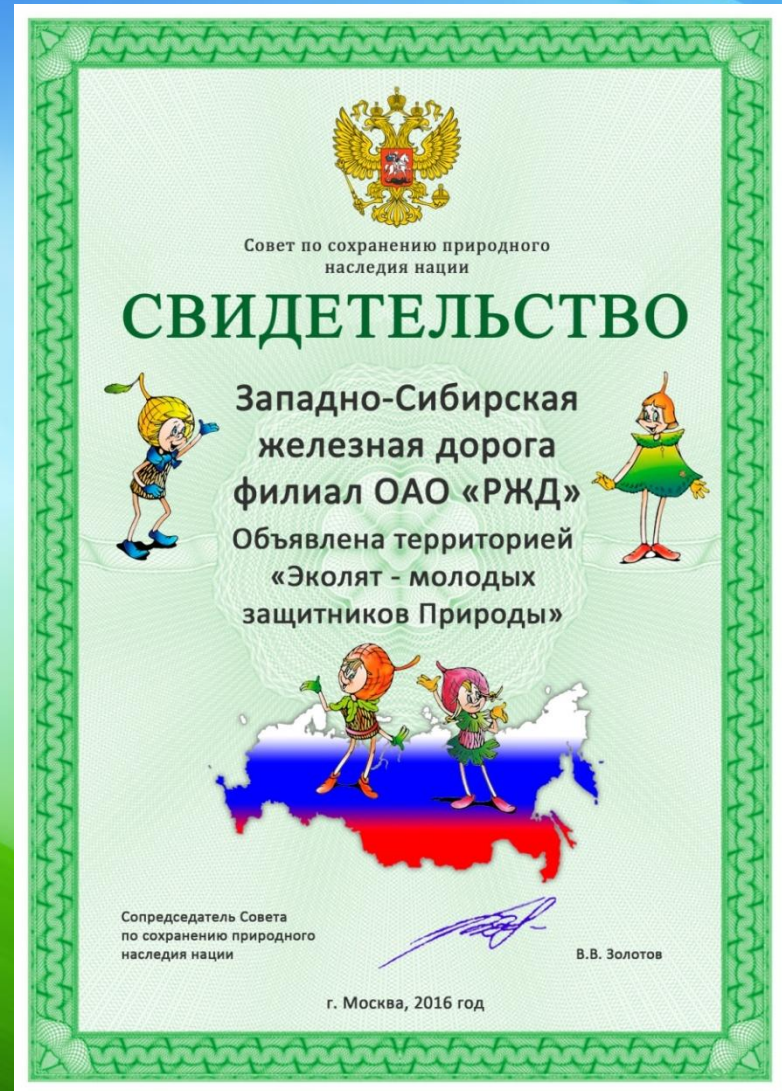 Совет по сохранению природного
наследия нации
СВИДЕТЕЛЬСТВО
Западно-Сибирская
железная дорога
филиал ОАО «РЖД»
Объявлена территорией
«Эколят - молодых
защитников Природы»
Сопредседатель Совета
по сохранению природного
наследия нации
В.В. Золотов
г. Москва, 2016 год